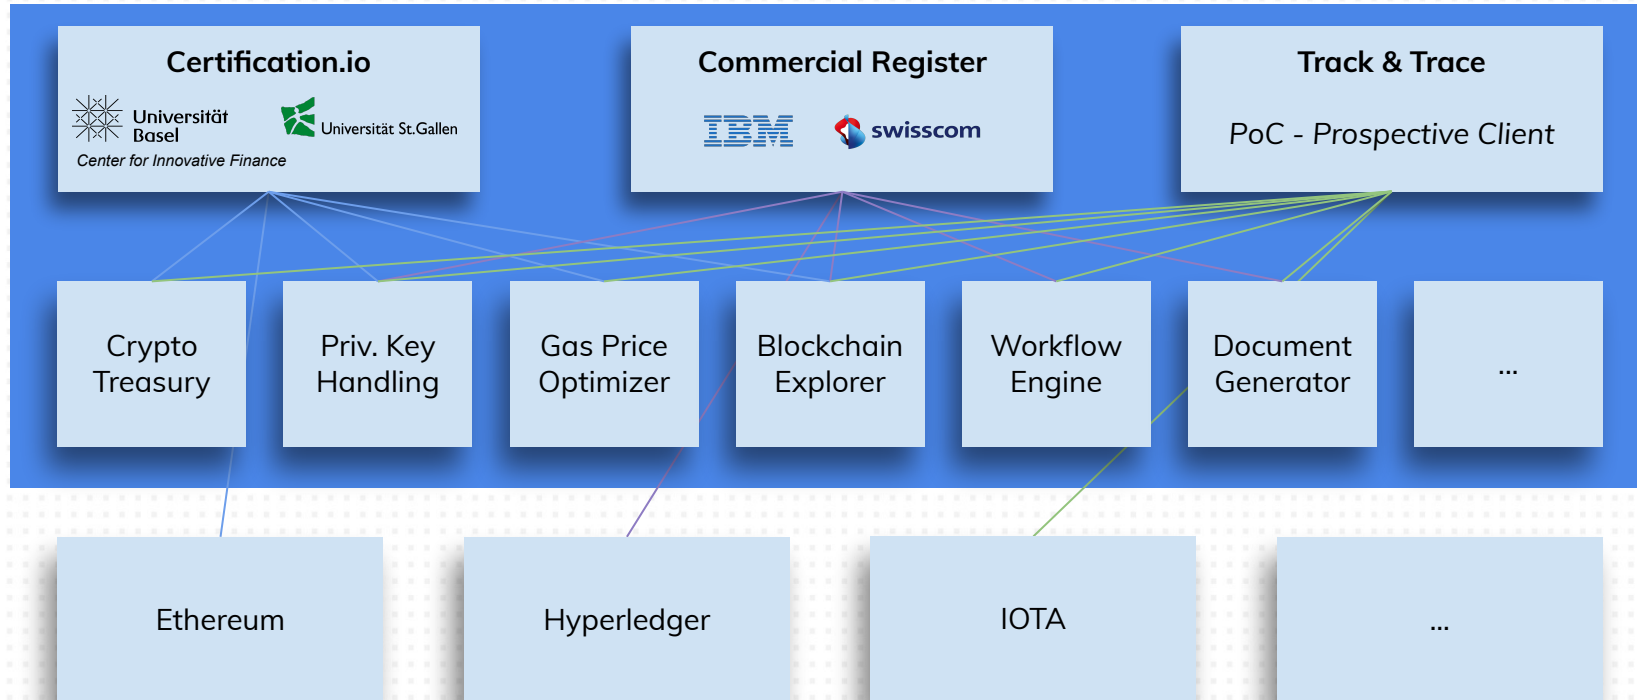 Certification.io
Universität
Basel
Center for Innovative Finance
Universität St.Gallen
Commercial Register
IBM
swisscom
Track & Trace
PoC - Prospective Client
Crypto
Treasury
Priv. Key
Handling
Gas Price
Optimizer
Blockchain
Explorer
Workflow
Engine
Document
Generator
...
Ethereum
Hyperledger
IOTA
...